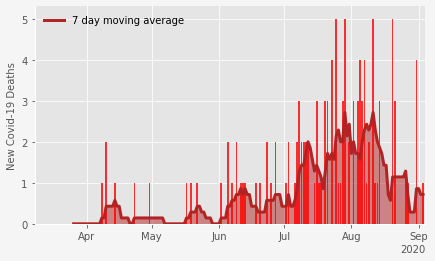 7 day moving average
New Covid-19 Deaths
5
4
3
2
1
0
Apr
May
Jun
Jul
Aug
Sep
2020